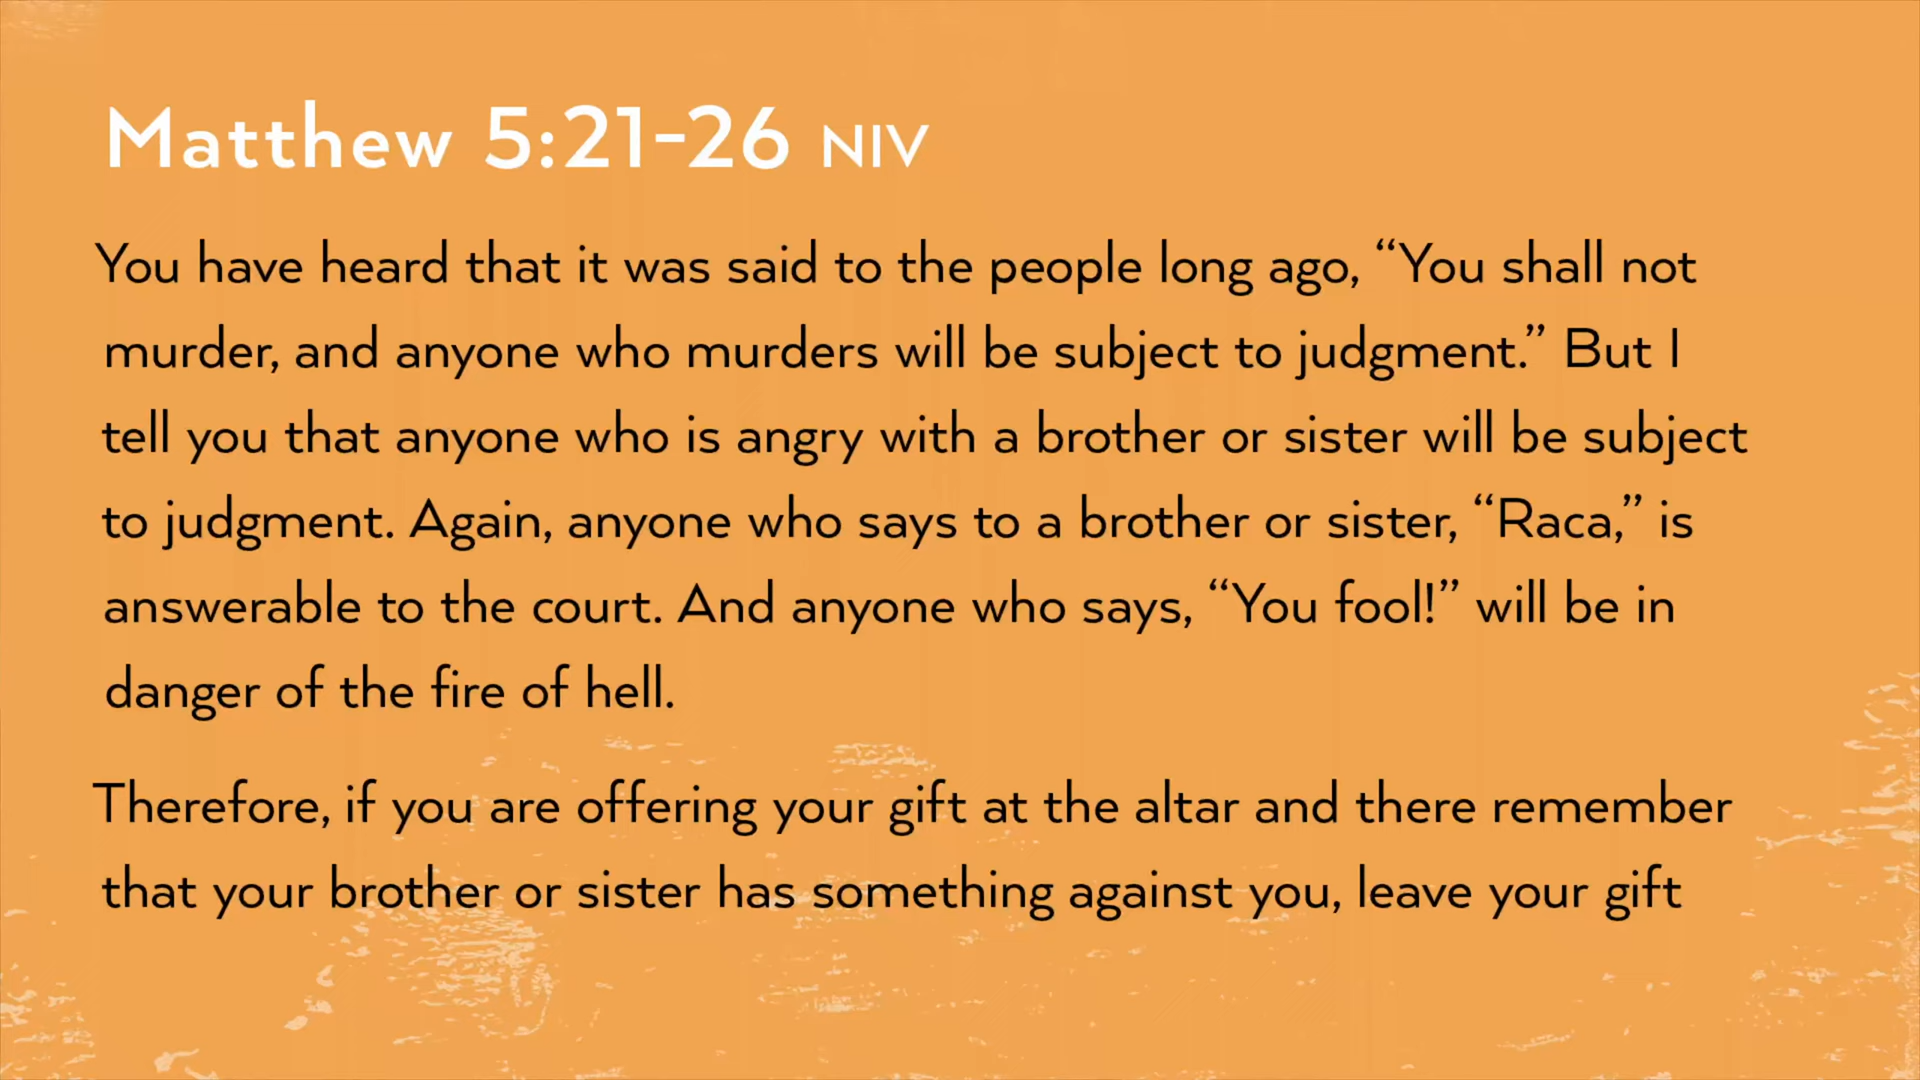 Matthew 5:21-26 NIV
You have heard that it was said to the people long ago, “You shall not
murder, and anyone who murders will be subject to judgment.” But I
tell you that anyone who is angry with a brother or sister will be subject
to judgment. Again, anyone who says to a brother or sister, “Raca,” is
answerable to the court. And anyone who says, “You fool!” will be in
danger of the fire of hell.
Therefore, if you are offering your gift at the altar and there remember
that your brother or sister has something against you, leave your gift